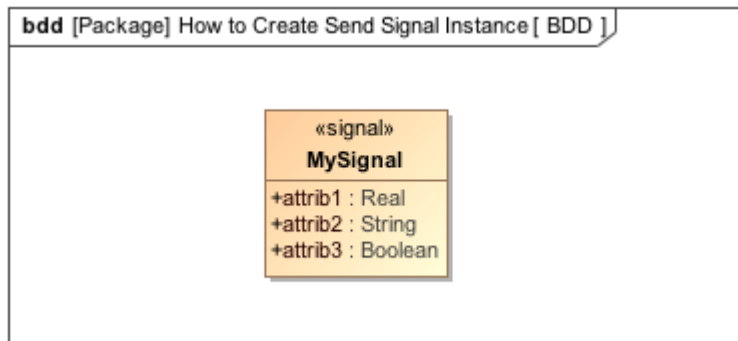 bdd [Package] How to Create Send Signal Instance [ BDD ]
«signal»
MySignal
+attrib1 : Real
+attrib2 : String
+attrib3 : Boolean